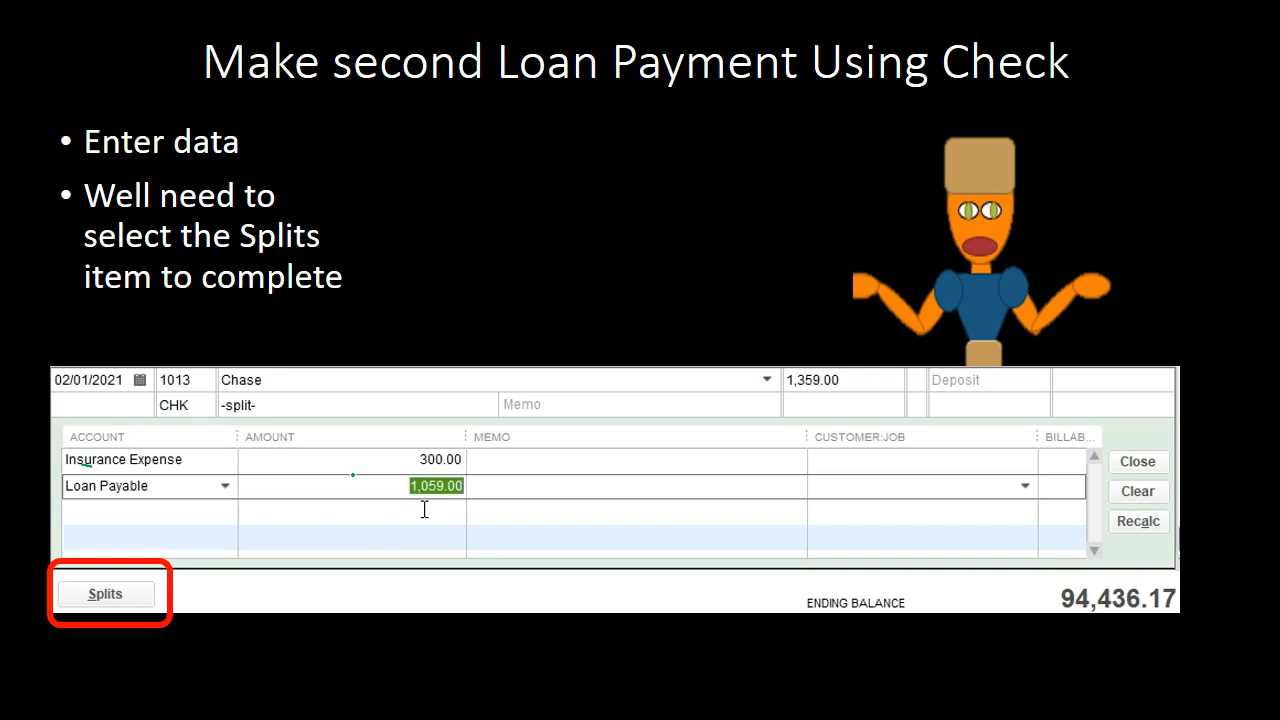 Make second Loan Payment Using Check
• Enter data
• Well need to
select the Splits
item to complete
02/01/2021 1013 Chase 1,359.00 Deposit
CHK -split- Memo
ACCOUNT AMOUNT MEMO CUSTOMER:JOB BILLAB...
Insurance Expense 300.00 Close
Loan Payable 1,059.00 Clear
Recalc
Splits ENDING BALANCE 94,436.17